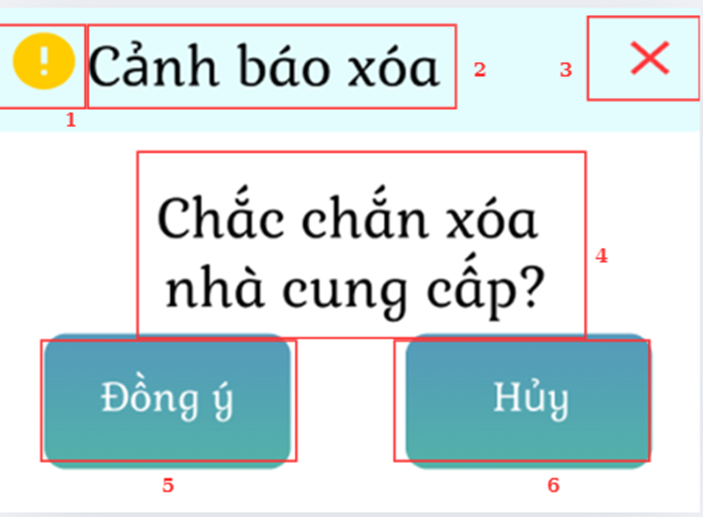 ! Cảnh báo xóa 2 3
1
Chắc chắn xóa
4
nhà cung cấp?
Đồng ý Hủy
5 6